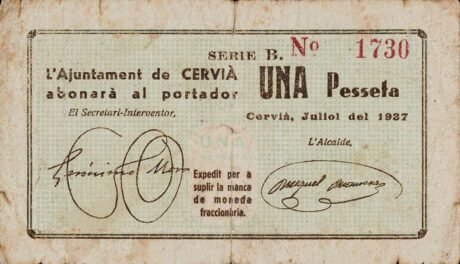 SERIE B. Nº 1730
L'Ajuntament de CERVIÀ
abonarà al portador
UNA Pesseta
El Secretari-Interventor,
Cervià, Juliol del 1937
L'Alcalde,
UNA
Expedit per a
suplir la manca
de moneda
fraccionària.